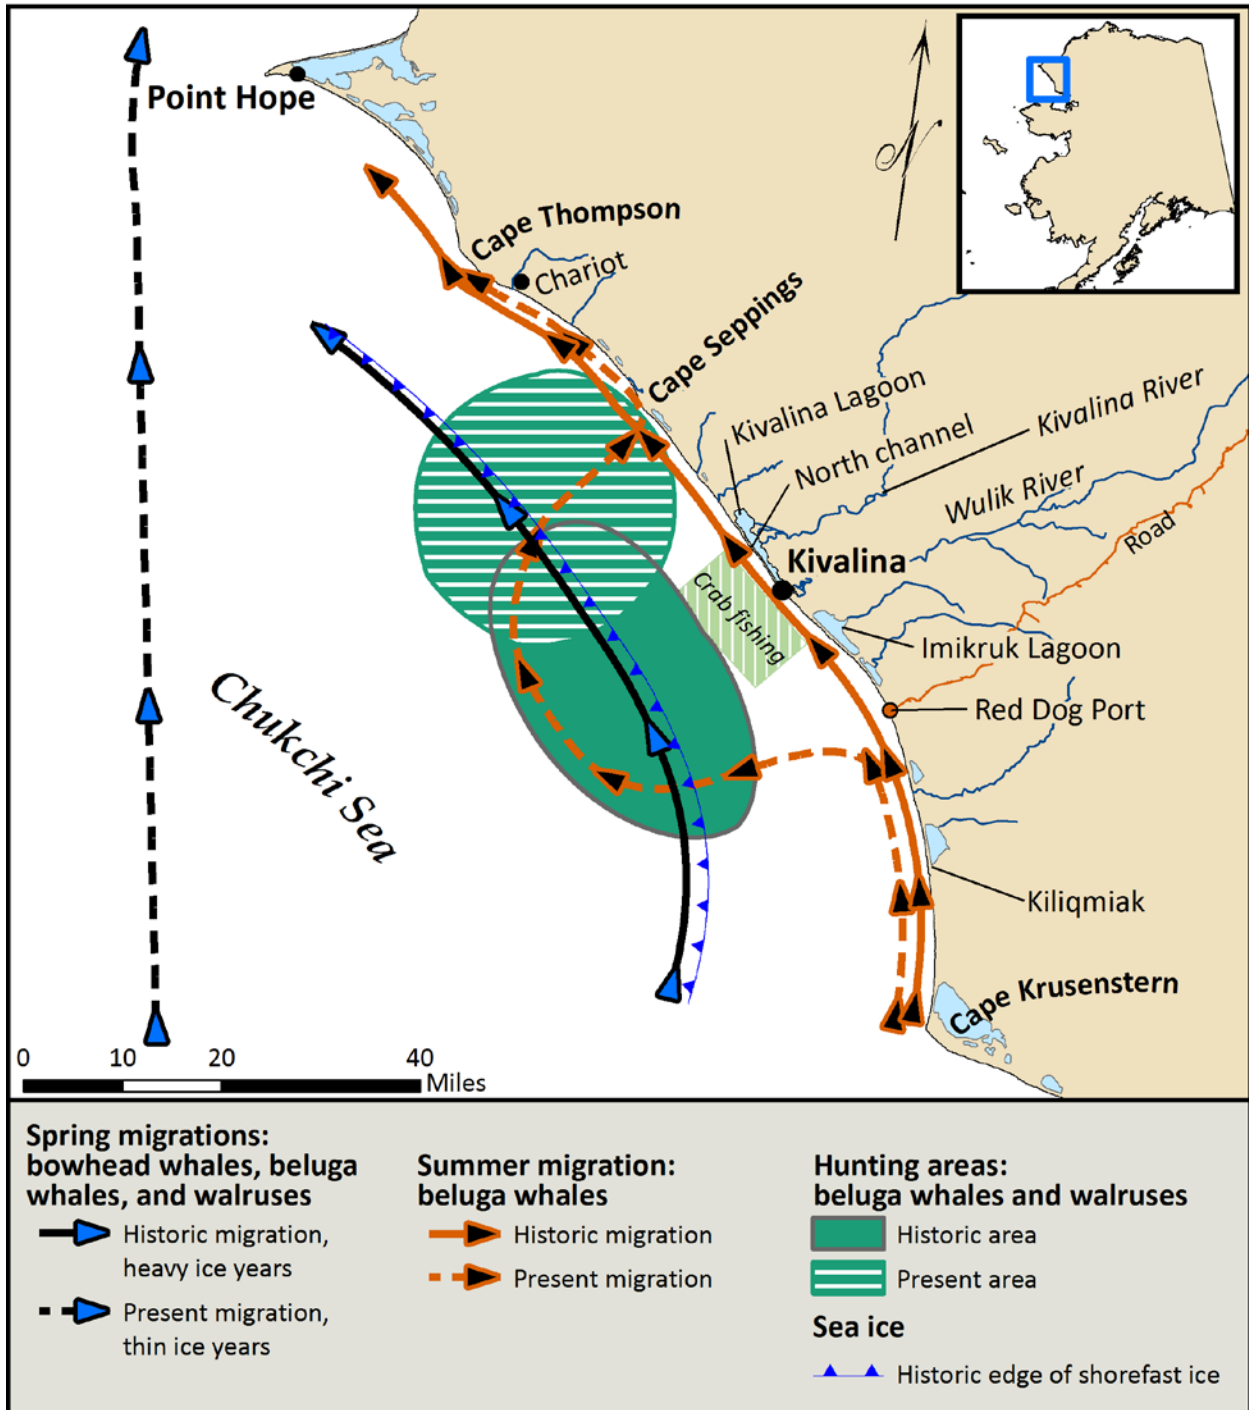 Point Hope
Cape Thompson
Chariot
Cape Seppings
N
Kivalina Lagoon
North channel
Kivalina River
Wulik River
Road
Kivalina
Crab fishing
Imikruk Lagoon
Red Dog Port
Chukchi Sea
Kiliqmiak
Cape Krusenstern
0 10 20 40
Miles
Spring migrations:
bowhead whales, beluga
whales, and walruses
Historic migration,
heavy ice years
Present migration,
thin ice years
Summer migration:
beluga whales
Historic migration
Present migration
Hunting areas:
beluga whales and walruses
Historic area
Present area
Sea ice
Historic edge of shorefast ice